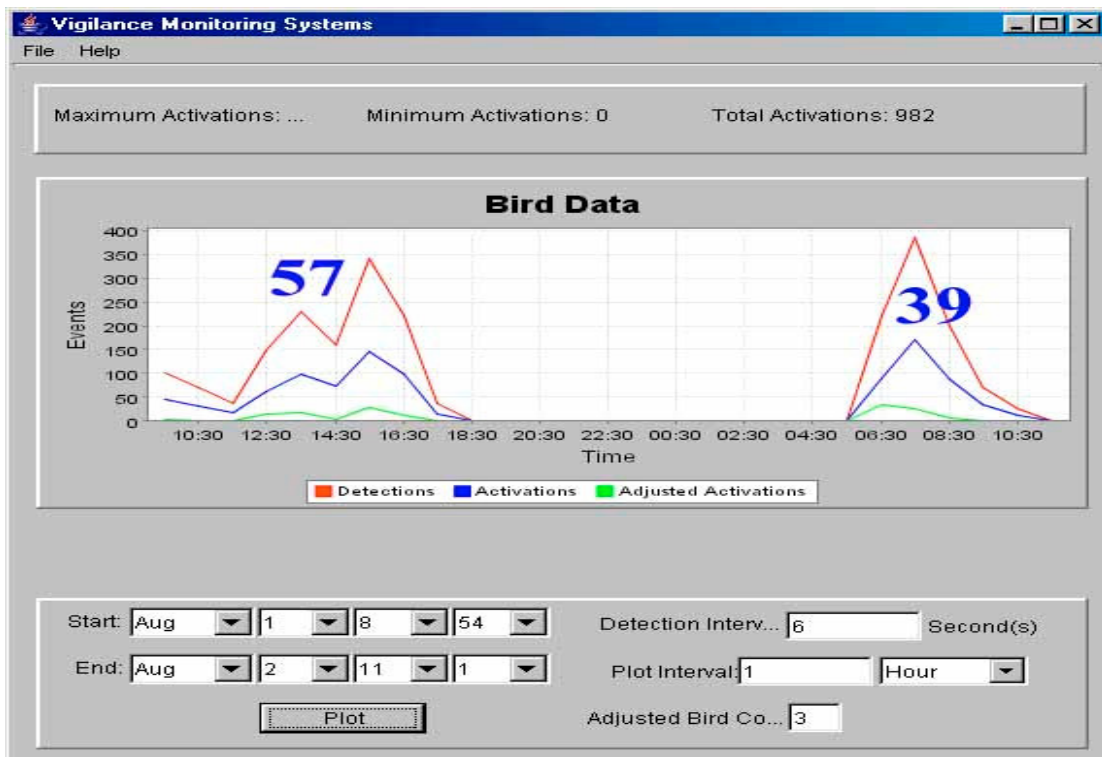 Vigilance Monitoring Systems
File Help
Maximum Activations: ... Minimum Activations: 0 Total Activations: 982
Bird Data
400
350
300
250
200
150
100
50
0
Events
57
39
10:30 12:30 14:30 16:30 18:30 20:30 22:30 00:30 02:30 04:30 06:30 08:30 10:30
Time
Detections Activations Adjusted Activations
Start: Aug 1 8 54
Detection Interv... 6 Second(s)
End: Aug 2 11 1
Plot Interval: 1 Hour
Plot
Adjusted Bird Co... 3